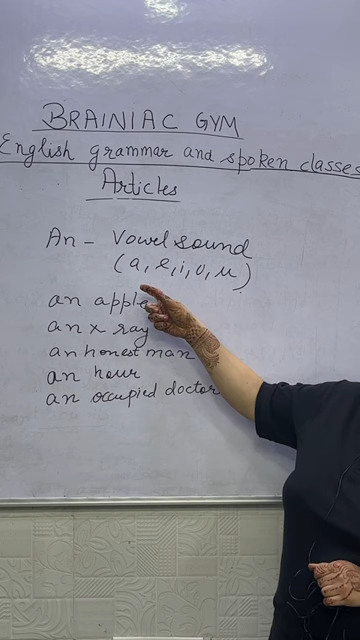 BRAINIAC GYM
English grammar and spoken classes
Articles
An - Vowel sound
(a, e, i, o, u)
an apple
an x ray
an honest man
an hour
an occupied doctor